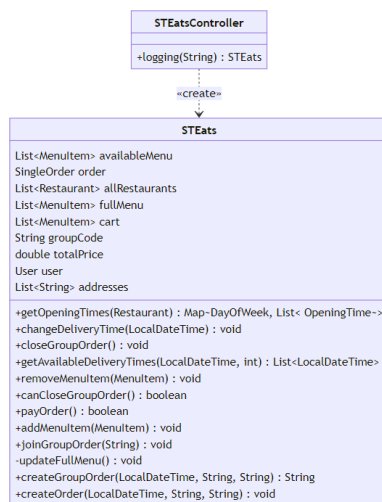 STEatsController
+logging(String) : STEats
«create»
STEats
List<MenuItem> availableMenu
SingleOrder order
List<Restaurant> allRestaurants
List<MenuItem> fullMenu
List<MenuItem> cart
String groupCode
double totalPrice
User user
List<String> addresses
+getOpeningTimes(Restaurant) : Map~DayOfWeek, List< OpeningTime~>
+changeDeliveryTime(LocalDateTime) : void
+closeGroupOrder() : void
+getAvailableDeliveryTimes(LocalDateTime, int) : List<LocalDateTime>
+removeMenuItem(MenuItem) : void
+canCloseGroupOrder() : boolean
+payOrder() : boolean
+addMenuItem(MenuItem) : void
+joinGroupOrder(String) : void
-updateFullMenu() : void
+createGroupOrder(LocalDateTime, String, String) : String
+createOrder(LocalDateTime, String, String) : void